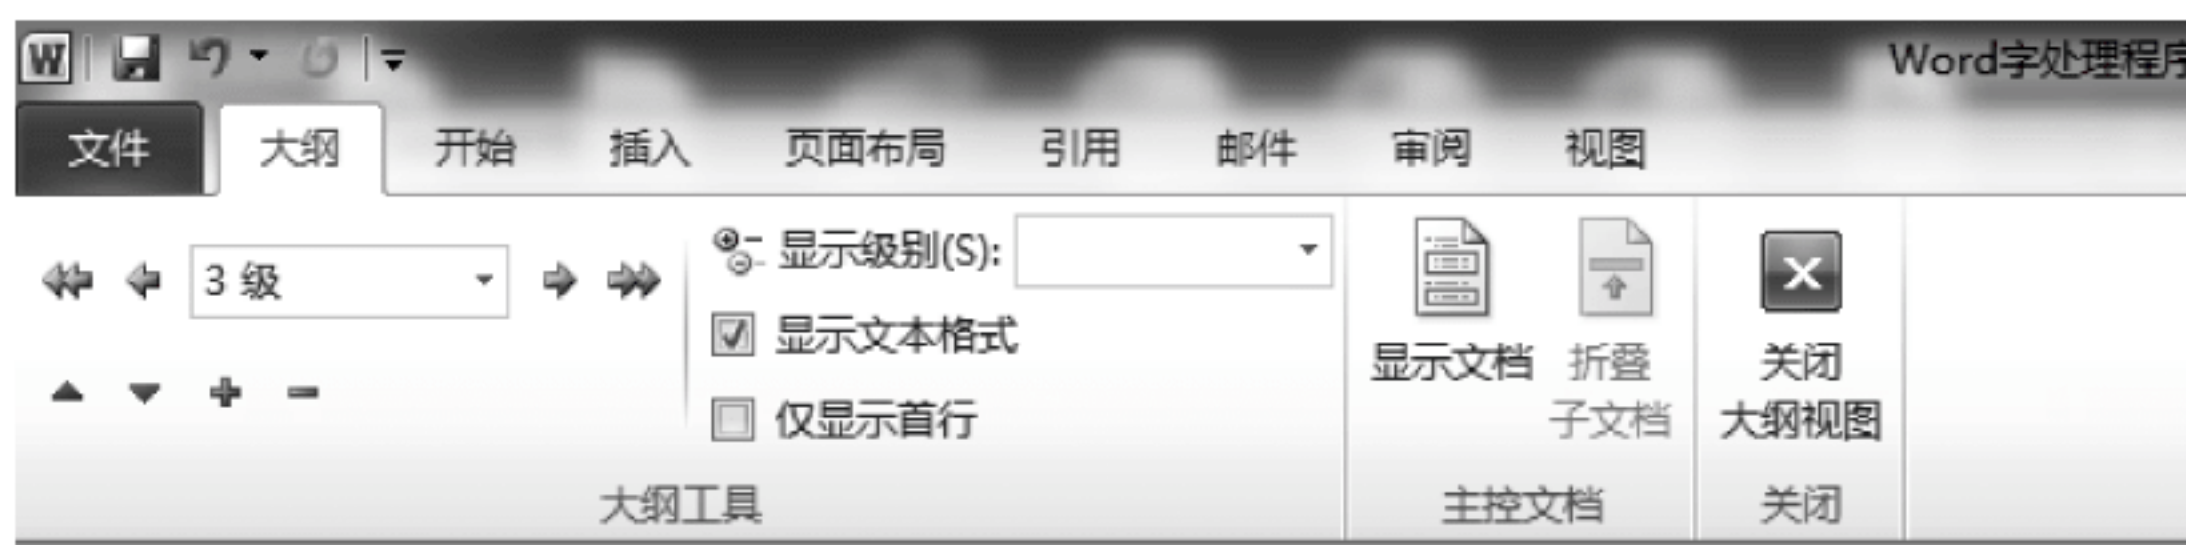 W
Word字处理程序
文件 大纲 开始 插入 页面布局 引用 邮件 审阅 视图
3 级
显示级别(S):
显示文本格式
仅显示首行
大纲工具
显示文档
折叠
子文档
主控文档
关闭
大纲视图
关闭